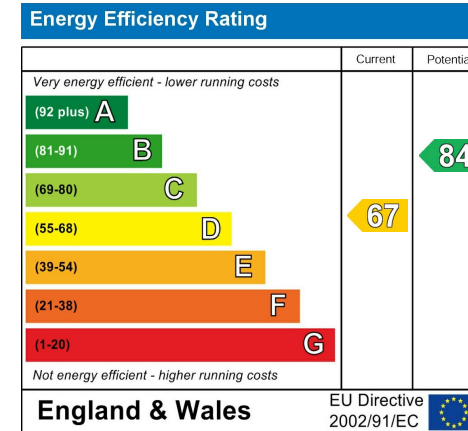 Energy Efficiency Rating
Current Potentia
Very energy efficient - lower running costs
(92 plus) A
(81-91) B
84
(69-80) C
(55-68) D
67
(39-54) E
(21-38) F
(1-20) G
Not energy efficient - higher running costs
England & Wales
EU Directive
2002/91/EC